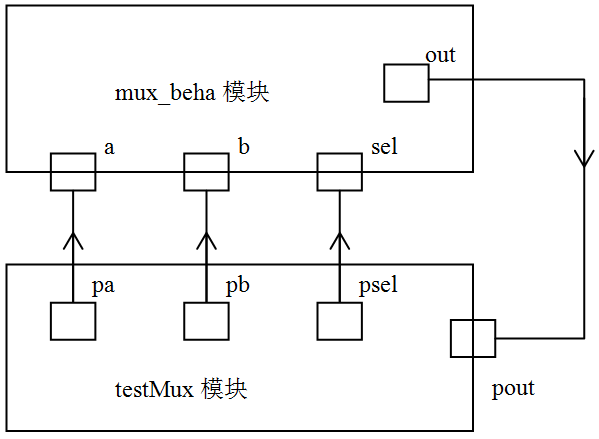 out
mux_beha 模块
a
b
sel
pa
pb
psel
testMux 模块
pout